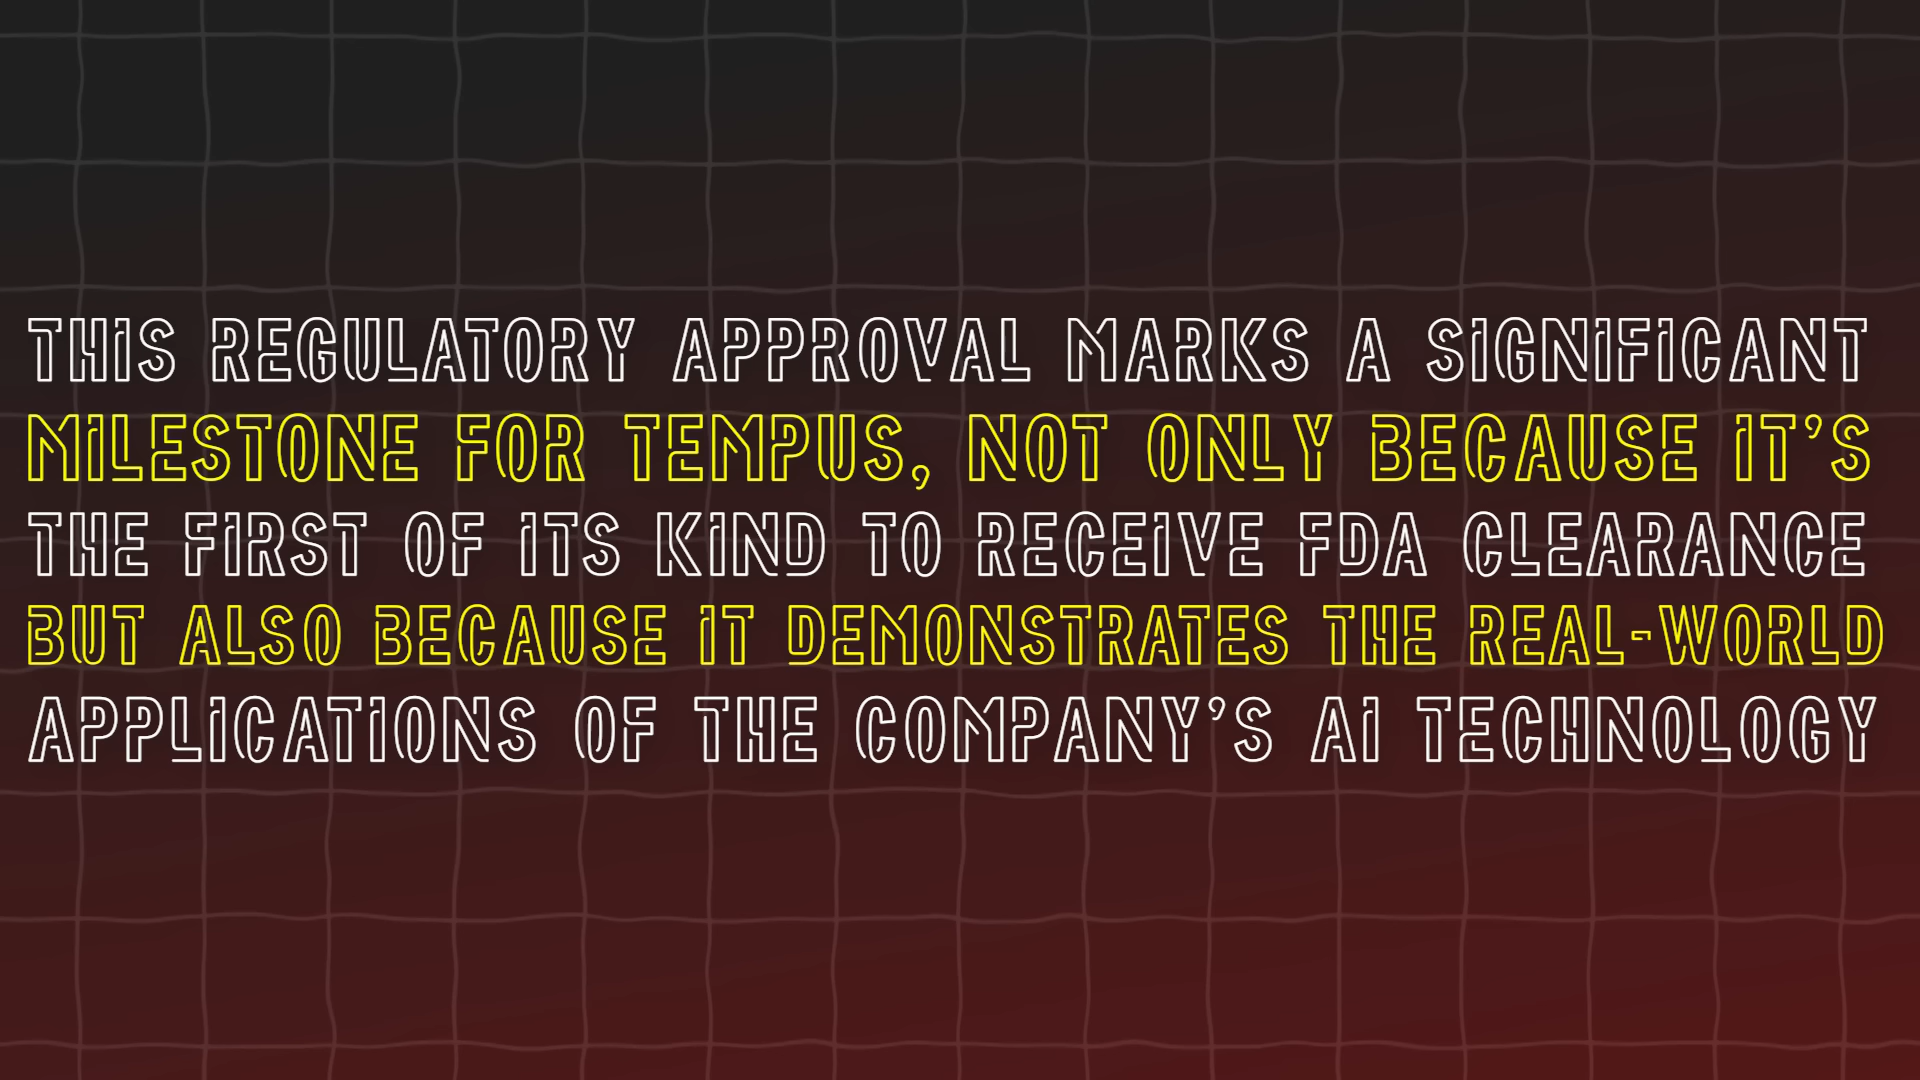 THIS REGULATORY APPROVAL MARKS A SIGNIFICANT
MILESTONE FOR TEMPUS, NOT ONLY BECAUSE IT’S
THE FIRST OF ITS KIND TO RECEIVE FDA CLEARANCE
BUT ALSO BECAUSE IT DEMONSTRATES THE REAL-WORLD
APPLICATIONS OF THE COMPANY’S AI TECHNOLOGY